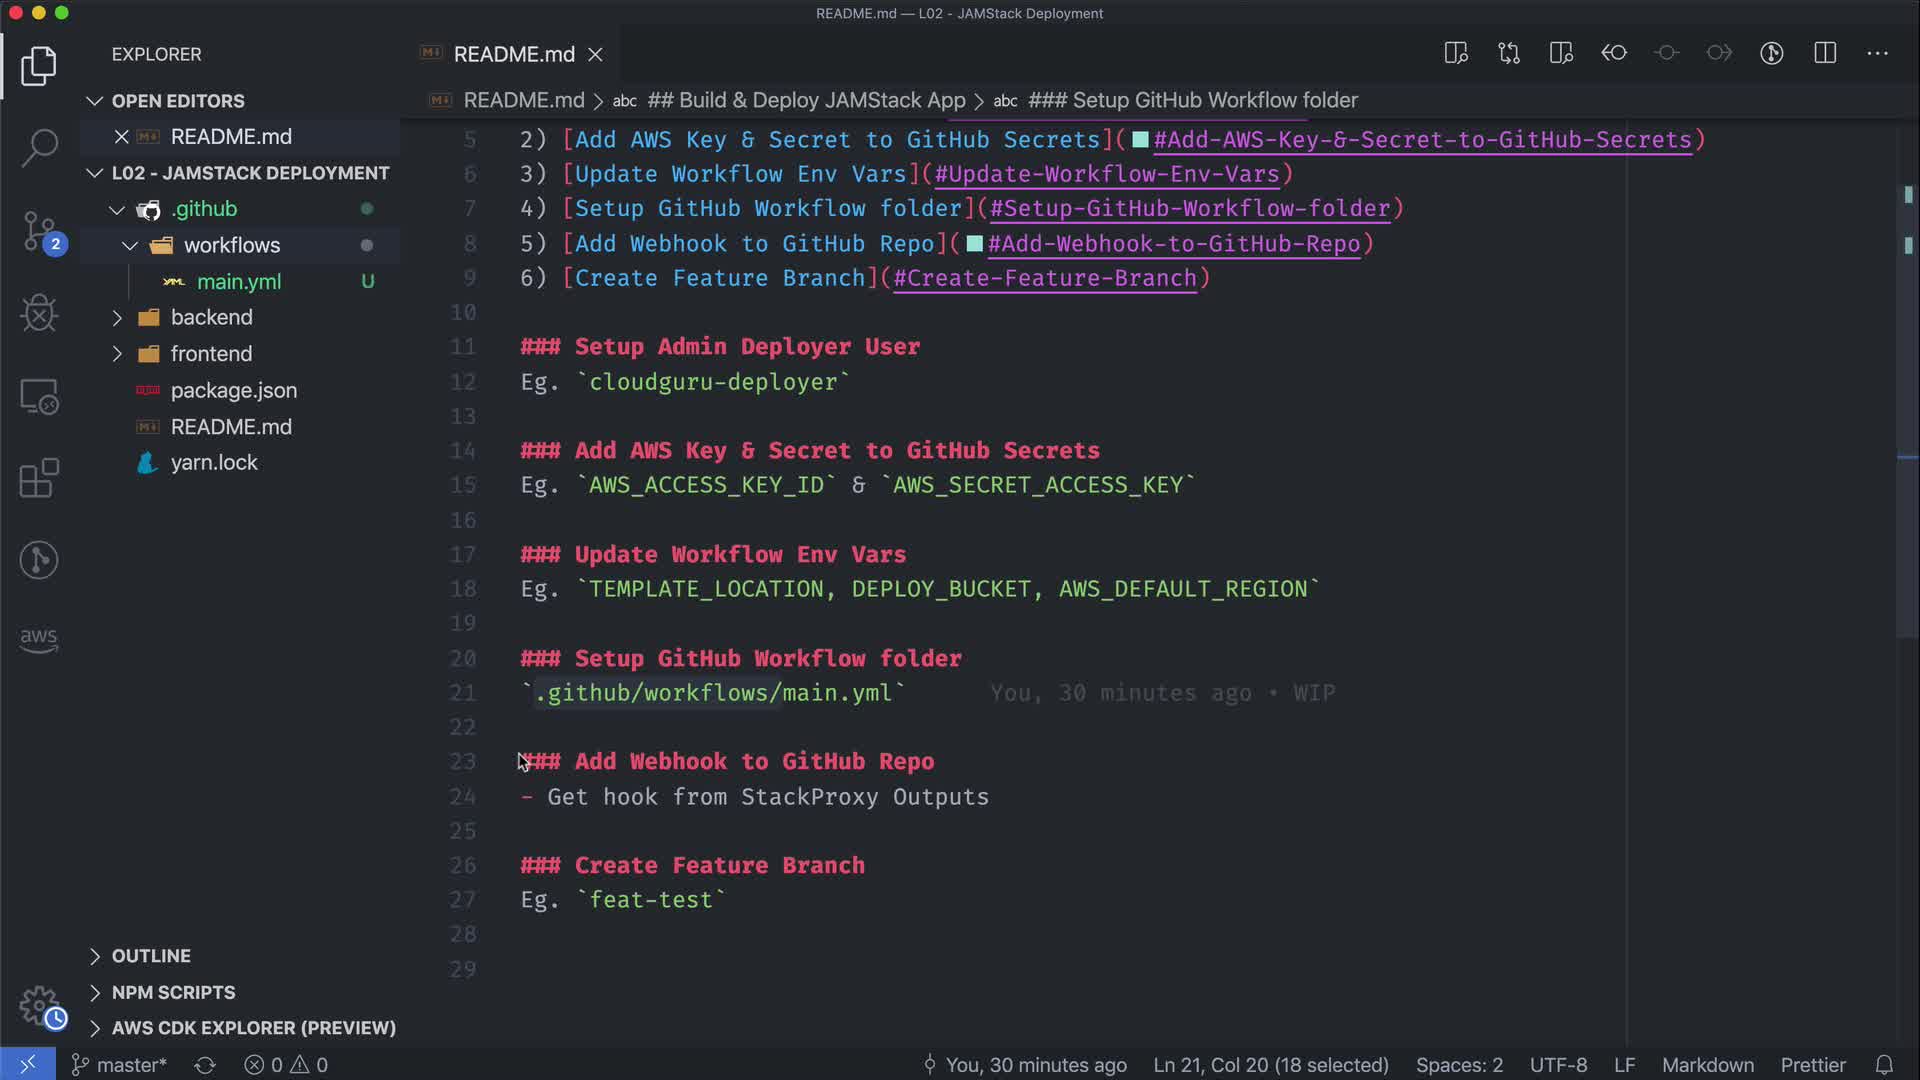 README.md — L02 - JAMStack Deployment
EXPLORER
OPEN EDITORS
README.md
L02 - JAMSTACK DEPLOYMENT
.github
workflows
main.yml U
backend
frontend
package.json
README.md
yarn.lock
OUTLINE
NPM SCRIPTS
AWS CDK EXPLORER (PREVIEW)
2
aws
README.md
README.md > abc ## Build & Deploy JAMStack App > abc ### Setup GitHub Workflow folder
5 2) [Add AWS Key & Secret to GitHub Secrets](#Add-AWS-Key-&-Secret-to-GitHub-Secrets)
6 3) [Update Workflow Env Vars](#Update-Workflow-Env-Vars)
7 4) [Setup GitHub Workflow folder](#Setup-GitHub-Workflow-folder)
8 5) [Add Webhook to GitHub Repo](#Add-Webhook-to-GitHub-Repo)
9 6) [Create Feature Branch](#Create-Feature-Branch)
10
11 ### Setup Admin Deployer User
12 Eg. `cloudguru-deployer`
13
14 ### Add AWS Key & Secret to GitHub Secrets
15 Eg. `AWS_ACCESS_KEY_ID` & `AWS_SECRET_ACCESS_KEY`
16
17 ### Update Workflow Env Vars
18 Eg. `TEMPLATE_LOCATION, DEPLOY_BUCKET, AWS_DEFAULT_REGION`
19
20 ### Setup GitHub Workflow folder
21 `.github/workflows/main.yml` You, 30 minutes ago • WIP
22
23 ### Add Webhook to GitHub Repo
24 - Get hook from StackProxy Outputs
25
26 ### Create Feature Branch
27 Eg. `feat-test`
28
29
master* 0 0 You, 30 minutes ago Ln 21, Col 20 (18 selected) Spaces: 2 UTF-8 LF Markdown Prettier